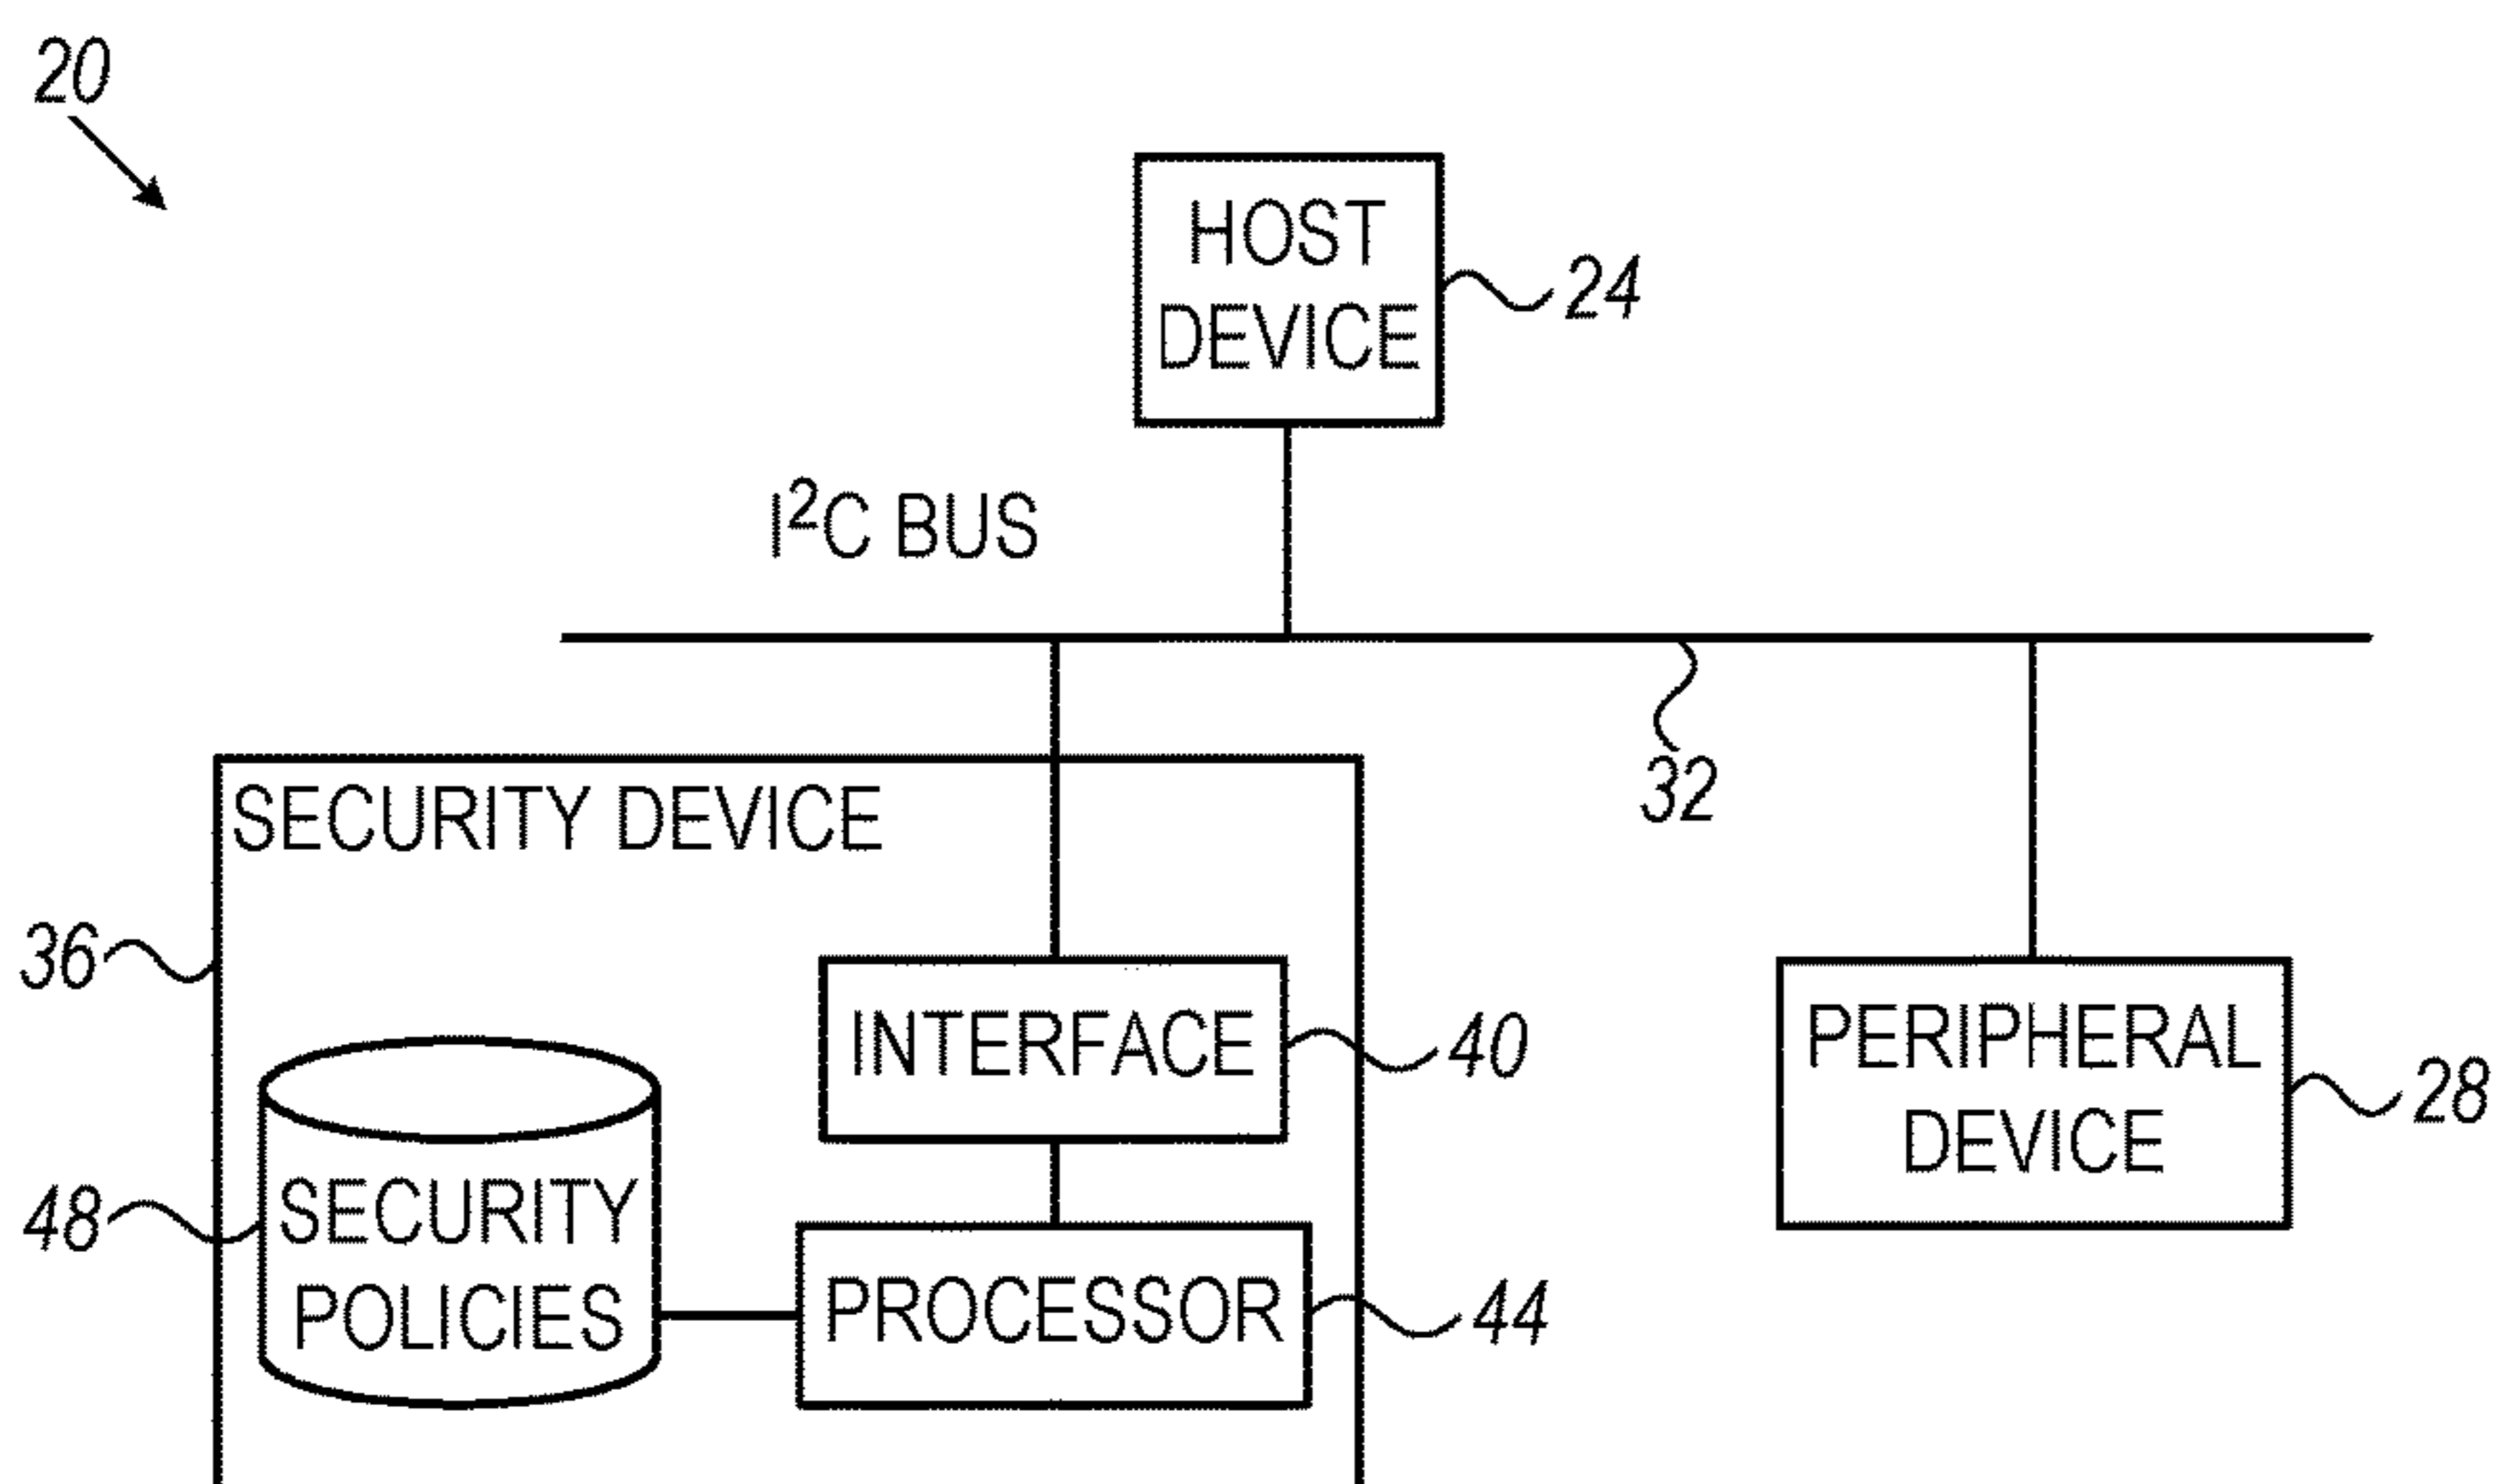 20
HOST
DEVICE
24
I²C BUS
32
SECURITY DEVICE
36
INTERFACE
40
PERIPHERAL
DEVICE
28
48
SECURITY
POLICIES
PROCESSOR
44